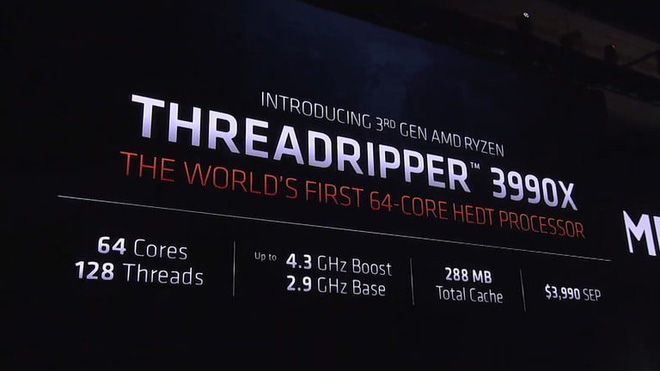 INTRODUCING 3RD GEN AMD RYZEN
THREADRIPPER™ 3990X
THE WORLD'S FIRST 64-CORE HEDT PROCESSOR
64 Cores
128 Threads
Up to 4.3 GHz Boost
2.9 GHz Base
288 MB
Total Cache
$3,990 SEP